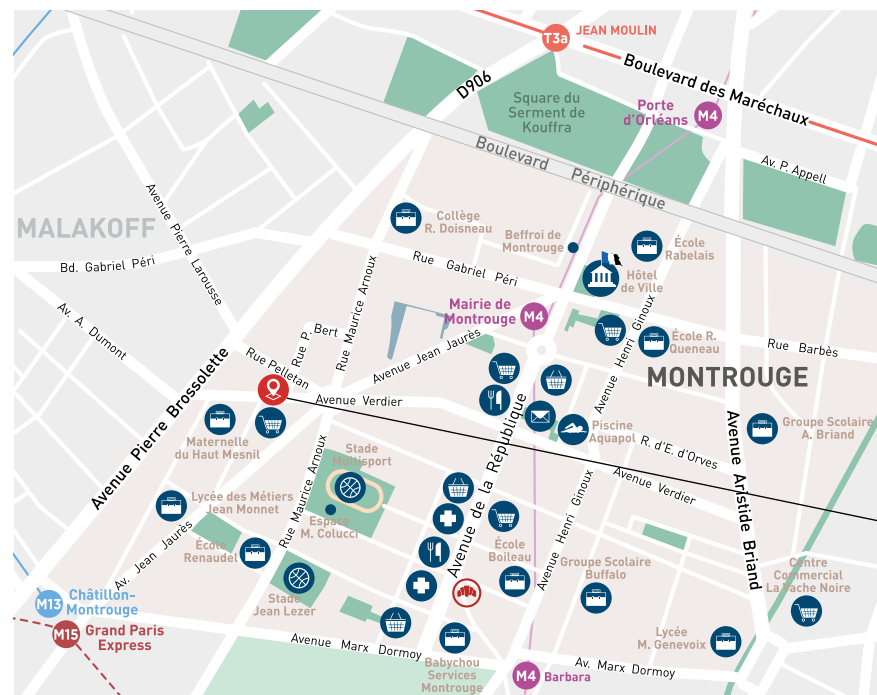 T3a
JEAN MOULIN
Boulevard des Maréchaux
D906
Square du
Serment de
Kouffra
Porte
d'Orléans
M4
Av. P. Appell
Boulevard Périphérique
Avenue Pierre Larousse
MALAKOFF
Collège
R. Doisneau
Beffroi de
Montrouge
École
Rabelais
Bd. Gabriel Péri
Rue Gabriel Péri
Hôtel
de Ville
Av. A. Dumont
Rue Maurice Arnoux
Mairie de
Montrouge
M4
Rue P. Bert
Avenue Henri Ginoux
École R.
Queneau
Rue Barbès
Rue Pelletan
Avenue Jean Jaurès
MONTROUGE
Avenue Pierre Brossolette
Avenue Verdier
Avenue de la République
Piscine
Aquapol
Groupe Scolaire
A. Briand
Maternelle
du Haut Mesnil
Stade
Multisport
R. d'E. d'Orves
Avenue Aristide Briand
Rue Maurice Arnoux
Avenue Verdier
Lycée des Métiers
Jean Monnet
Espace
M. Colucci
Avenue Henri Ginoux
École
Renaudel
Av. Jean Jaurès
École
Boileau
Groupe Scolaire
Buffalo
Centre
Commercial
La Vache Noire
M13
Châtillon-
Montrouge
Stade
Jean Lezer
M15
Grand Paris
Express
Avenue Marx Dormoy
Babychou
Services
Montrouge
Lycée
M. Genevoix
Av. Marx Dormoy
M4
Barbara